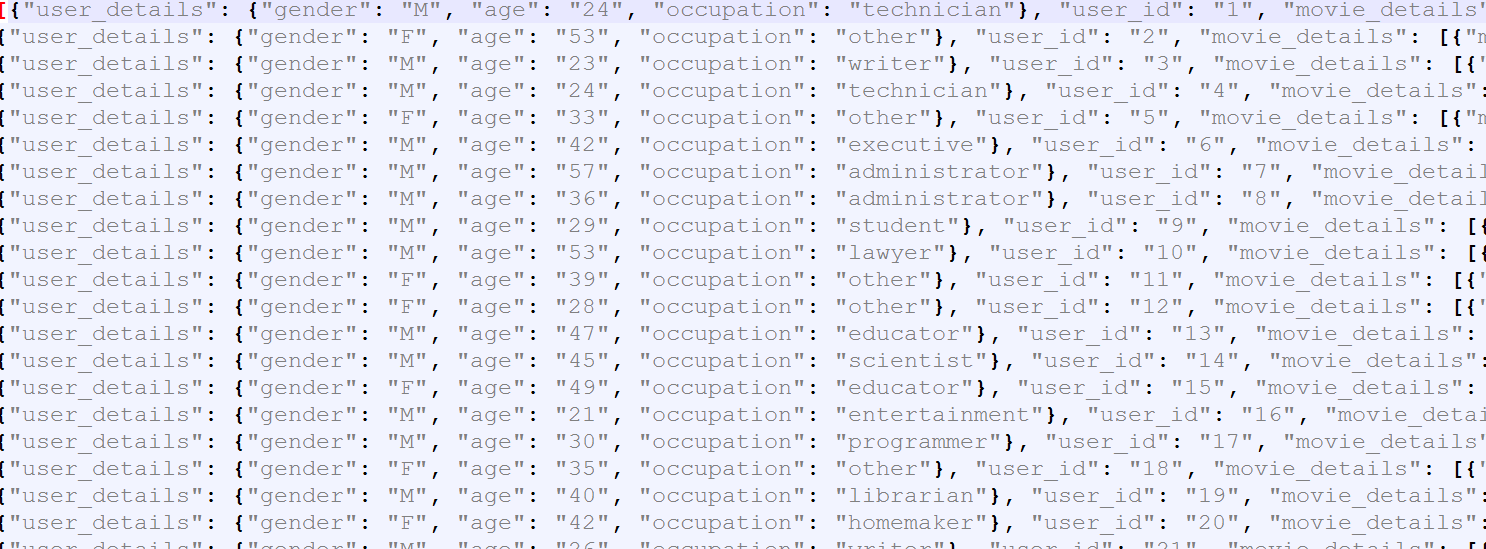 [{"user_details": {"gender": "M", "age": "24", "occupation": "technician"}, "user_id": "1", "movie_details"
{"user_details": {"gender": "F", "age": "53", "occupation": "other"}, "user_id": "2", "movie_details": [{"m
{"user_details": {"gender": "M", "age": "23", "occupation": "writer"}, "user_id": "3", "movie_details": [{"
{"user_details": {"gender": "M", "age": "24", "occupation": "technician"}, "user_id": "4", "movie_details":
{"user_details": {"gender": "F", "age": "33", "occupation": "other"}, "user_id": "5", "movie_details": [{"m
{"user_details": {"gender": "M", "age": "42", "occupation": "executive"}, "user_id": "6", "movie_details":
{"user_details": {"gender": "M", "age": "57", "occupation": "administrator"}, "user_id": "7", "movie_detail
{"user_details": {"gender": "M", "age": "36", "occupation": "administrator"}, "user_id": "8", "movie_detail
{"user_details": {"gender": "M", "age": "29", "occupation": "student"}, "user_id": "9", "movie_details": [{
{"user_details": {"gender": "M", "age": "53", "occupation": "lawyer"}, "user_id": "10", "movie_details": [{
{"user_details": {"gender": "F", "age": "39", "occupation": "other"}, "user_id": "11", "movie_details": [{"
{"user_details": {"gender": "F", "age": "28", "occupation": "other"}, "user_id": "12", "movie_details": [{"
{"user_details": {"gender": "M", "age": "47", "occupation": "educator"}, "user_id": "13", "movie_details":
{"user_details": {"gender": "M", "age": "45", "occupation": "scientist"}, "user_id": "14", "movie_details":
{"user_details": {"gender": "F", "age": "49", "occupation": "educator"}, "user_id": "15", "movie_details":
{"user_details": {"gender": "M", "age": "21", "occupation": "entertainment"}, "user_id": "16", "movie_detai
{"user_details": {"gender": "M", "age": "30", "occupation": "programmer"}, "user_id": "17", "movie_details"
{"user_details": {"gender": "F", "age": "35", "occupation": "other"}, "user_id": "18", "movie_details": [{"
{"user_details": {"gender": "M", "age": "40", "occupation": "librarian"}, "user_id": "19", "movie_details":
{"user_details": {"gender": "F", "age": "42", "occupation": "homemaker"}, "user_id": "20", "movie_details":
{"user_details": {"gender": "M", "age": "26", "occupation": "writer"}, "user_id": "21", "movie_details": [{